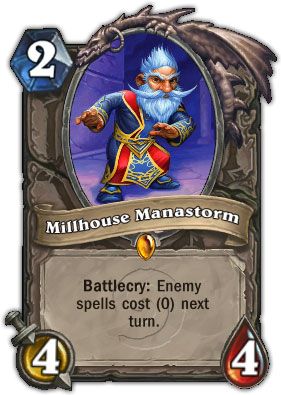 2
Millhouse Manastorm
Battlecry: Enemy
spells cost (0) next
turn.
4
4